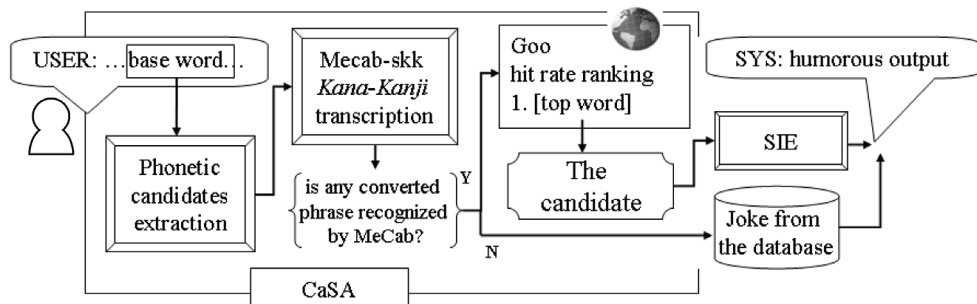 USER: …base word…
Phonetic
candidates
extraction
Mecab-skk
Kana-Kanji
transcription
is any converted
phrase recognized
by MeCab?
Y
N
Goo
hit rate ranking
1. [top word]
The
candidate
SIE
Joke from
the database
SYS: humorous output
CaSA